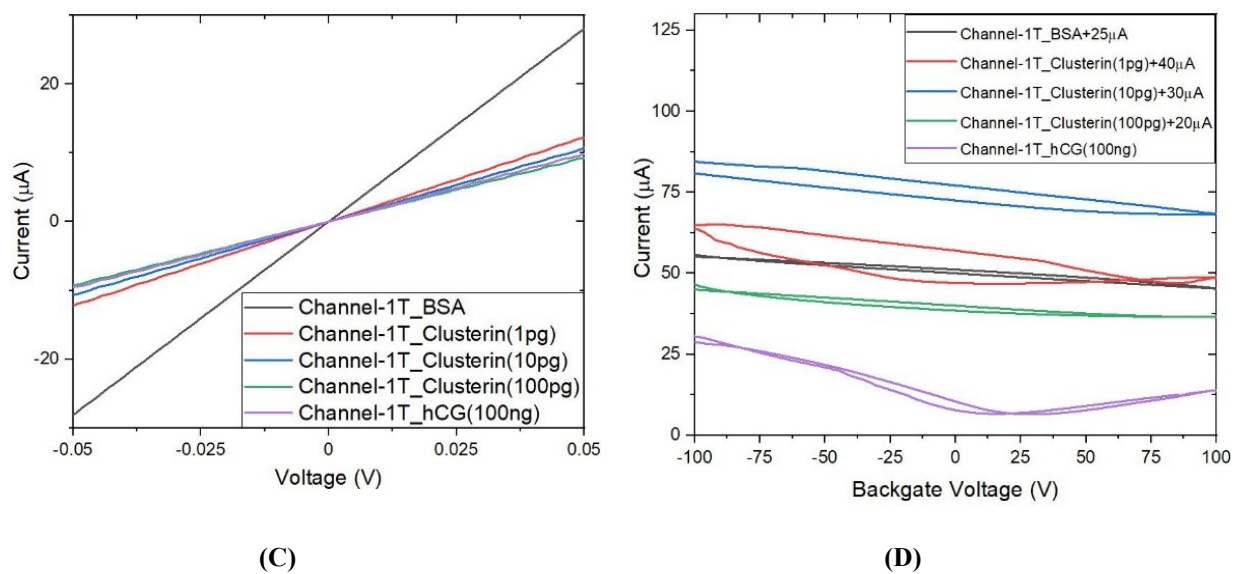 20
0
-20
Current (μA)
Channel-1T_BSA
Channel-1T_Clusterin(1pg)
Channel-1T_Clusterin(10pg)
Channel-1T_Clusterin(100pg)
Channel-1T_hCG(100ng)
-0.05 -0.025 0 0.025 0.05
Voltage (V)
(C)
125
100
75
50
25
0
Current (μA)
Channel-1T_BSA+25μA
Channel-1T_Clusterin(1pg)+40μA
Channel-1T_Clusterin(10pg)+30μA
Channel-1T_Clusterin(100pg)+20μA
Channel-1T_hCG(100ng)
-100 -75 -50 -25 0 25 50 75 100
Backgate Voltage (V)
(D)